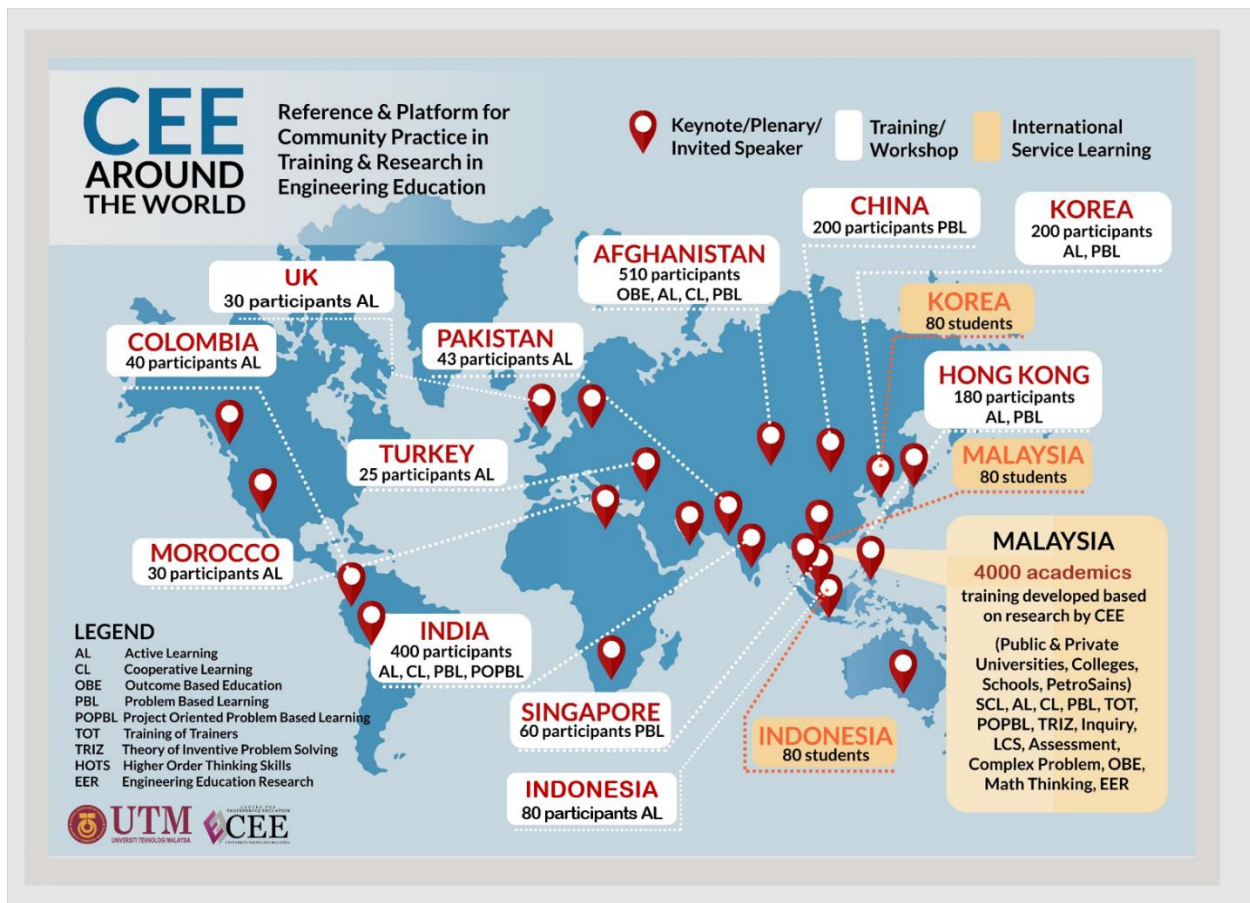 CEE
AROUND
THE WORLD
Reference & Platform for
Community Practice in
Training & Research in
Engineering Education
Keynote/Plenary/
Invited Speaker
Training/
Workshop
International
Service Learning
UK
30 participants AL
COLOMBIA
40 participants AL
PAKISTAN
43 participants AL
AFGHANISTAN
510 participants
OBE, AL, CL, PBL
CHINA
200 participants PBL
KOREA
200 participants
AL, PBL
KOREA
80 students
HONG KONG
180 participants
AL, PBL
TURKEY
25 participants AL
MALAYSIA
80 students
MOROCCO
30 participants AL
INDIA
400 participants
AL, CL, PBL, POPBL
SINGAPORE
60 participants PBL
INDONESIA
80 participants AL
INDONESIA
80 students
MALAYSIA
4000 academics
training developed based
on research by CEE
(Public & Private
Universities, Colleges,
Schools, PetroSains)
SCL, AL, CL, PBL, TOT,
POPBL, TRIZ, Inquiry,
LCS, Assessment,
Complex Problem, OBE,
Math Thinking, EER
LEGEND
AL Active Learning
CL Cooperative Learning
OBE Outcome Based Education
PBL Problem Based Learning
POPBL Project Oriented Problem Based Learning
TOT Training of Trainers
TRIZ Theory of Inventive Problem Solving
HOTS Higher Order Thinking Skills
EER Engineering Education Research
UTM
UNIVERSITI TEKNOLOGI MALAYSIA
CENTRE FOR
ENGINEERING EDUCATION
CEE
UNIVERSITI TEKNOLOGI MALAYSIA